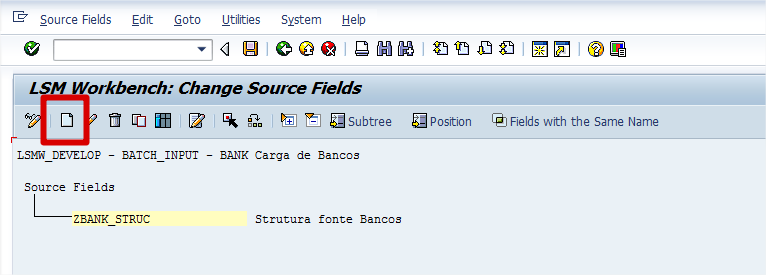 Source Fields Edit Goto Utilities System Help
LSM Workbench: Change Source Fields
Subtree Position Fields with the Same Name
LSMW_DEVELOP - BATCH_INPUT - BANK Carga de Bancos
Source Fields
ZBANK_STRUC Strutura fonte Bancos